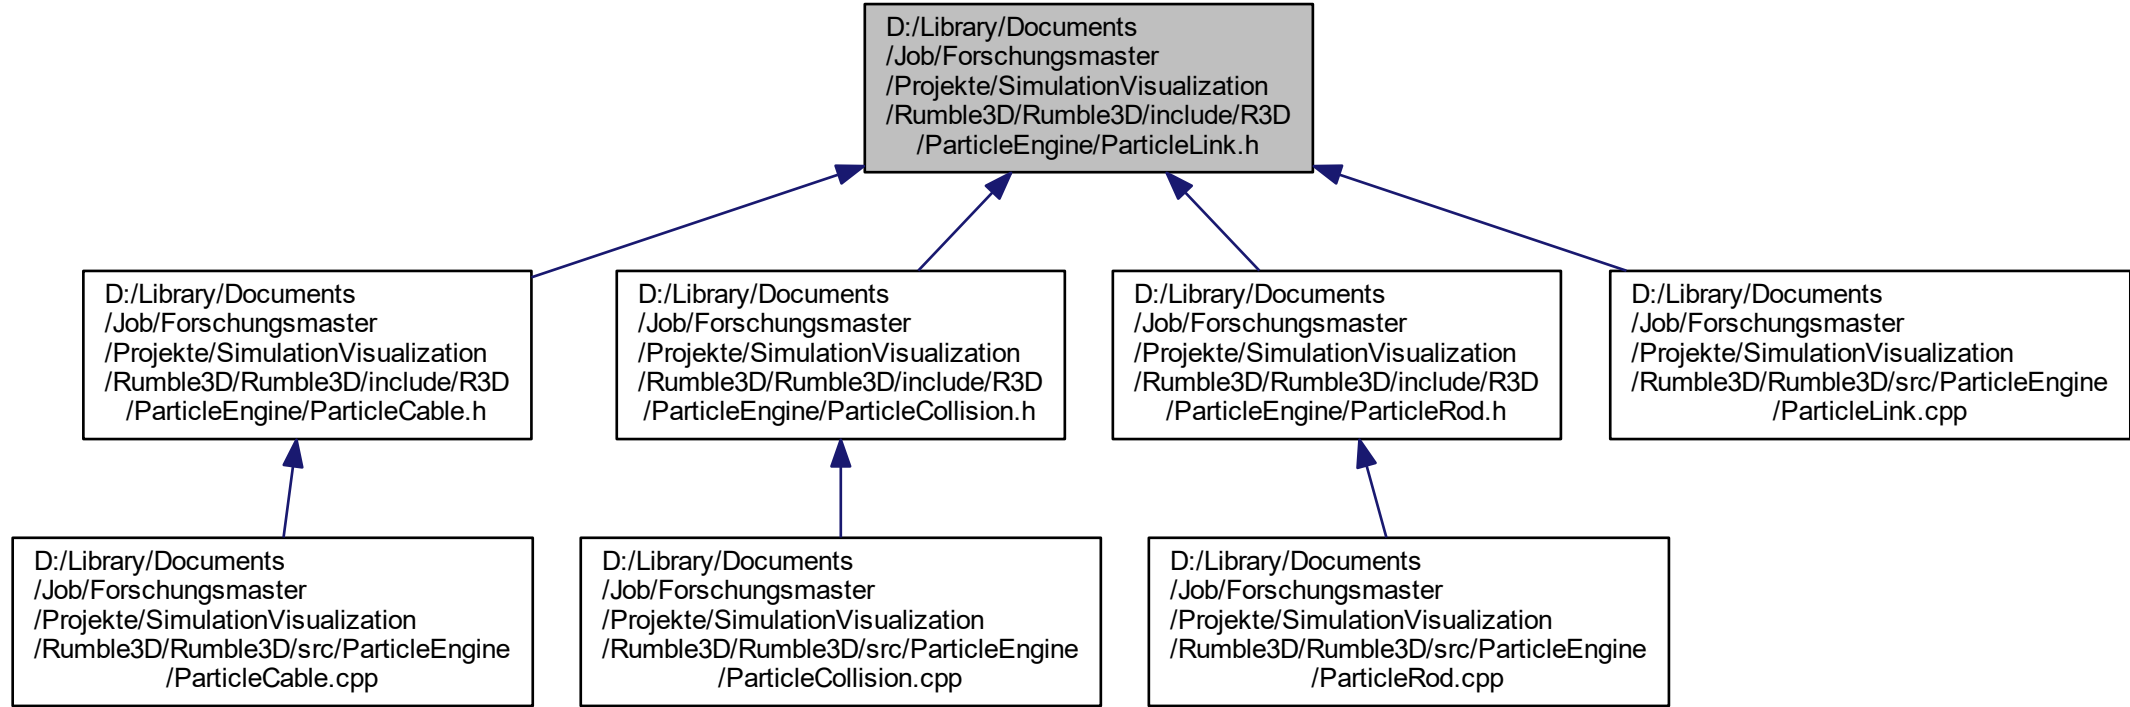 D:/Library/Documents
/Job/Forschungsmaster
/Projekte/SimulationVisualization
/Rumble3D/Rumble3D/include/R3D
/ParticleEngine/ParticleLink.h
D:/Library/Documents
/Job/Forschungsmaster
/Projekte/SimulationVisualization
/Rumble3D/Rumble3D/include/R3D
/ParticleEngine/ParticleCable.h
D:/Library/Documents
/Job/Forschungsmaster
/Projekte/SimulationVisualization
/Rumble3D/Rumble3D/include/R3D
/ParticleEngine/ParticleCollision.h
D:/Library/Documents
/Job/Forschungsmaster
/Projekte/SimulationVisualization
/Rumble3D/Rumble3D/include/R3D
/ParticleEngine/ParticleRod.h
D:/Library/Documents
/Job/Forschungsmaster
/Projekte/SimulationVisualization
/Rumble3D/Rumble3D/src/ParticleEngine
/ParticleLink.cpp
D:/Library/Documents
/Job/Forschungsmaster
/Projekte/SimulationVisualization
/Rumble3D/Rumble3D/src/ParticleEngine
/ParticleCable.cpp
D:/Library/Documents
/Job/Forschungsmaster
/Projekte/SimulationVisualization
/Rumble3D/Rumble3D/src/ParticleEngine
/ParticleCollision.cpp
D:/Library/Documents
/Job/Forschungsmaster
/Projekte/SimulationVisualization
/Rumble3D/Rumble3D/src/ParticleEngine
/ParticleRod.cpp